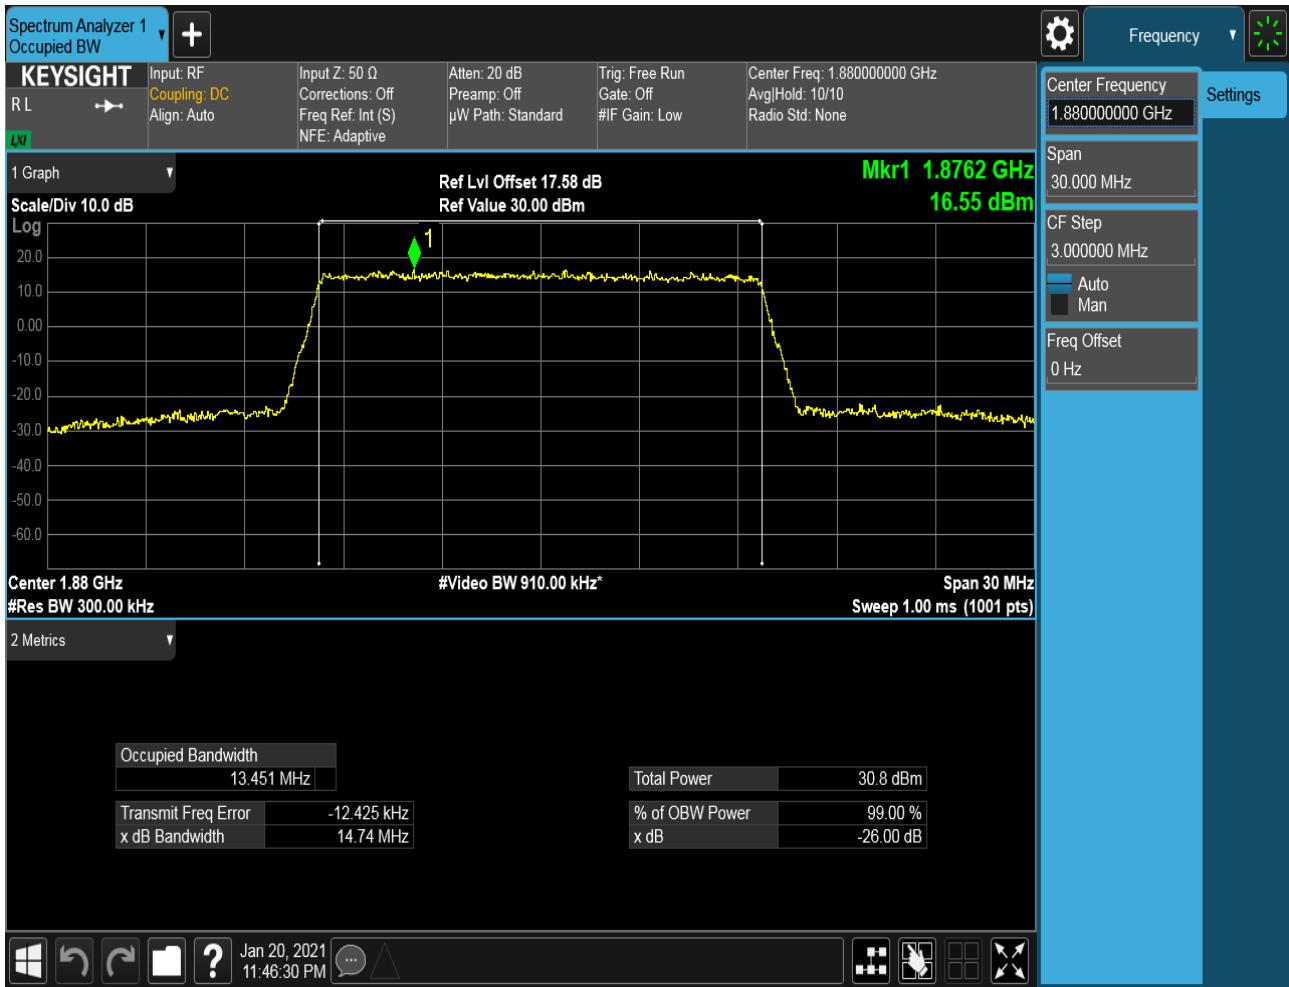 Spectrum Analyzer 1
Occupied BW
Frequency
KEYSIGHT
R L
LXI
Input: RF
Coupling: DC
Align: Auto
Input Z: 50 Ω
Corrections: Off
Freq Ref: Int (S)
NFE: Adaptive
Atten: 20 dB
Preamp: Off
µW Path: Standard
Trig: Free Run
Gate: Off
#IF Gain: Low
Center Freq: 1.880000000 GHz
Avg|Hold: 10/10
Radio Std: None
Center Frequency
1.880000000 GHz
Settings
Span
30.000 MHz
CF Step
3.000000 MHz
Auto
Man
Freq Offset
0 Hz
1 Graph
Scale/Div 10.0 dB
Log
Ref Lvl Offset 17.58 dB
Ref Value 30.00 dBm
Mkr1 1.8762 GHz
16.55 dBm
1
20.0
10.0
0.00
-10.0
-20.0
-30.0
-40.0
-50.0
-60.0
Center 1.88 GHz
#Video BW 910.00 kHz*
Span 30 MHz
#Res BW 300.00 kHz
Sweep 1.00 ms (1001 pts)
2 Metrics
Occupied Bandwidth
13.451 MHz
Transmit Freq Error -12.425 kHz
x dB Bandwidth 14.74 MHz
Total Power 30.8 dBm
% of OBW Power 99.00 %
x dB -26.00 dB
?
Jan 20, 2021
11:46:30 PM